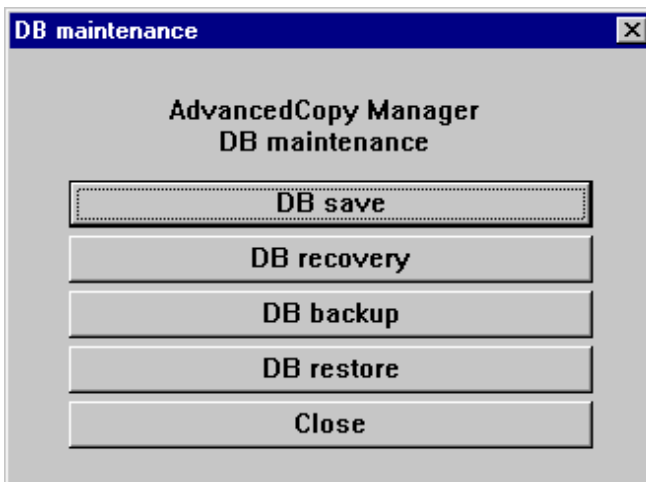 DB maintenance
AdvancedCopy Manager
DB maintenance
DB save
DB recovery
DB backup
DB restore
Close